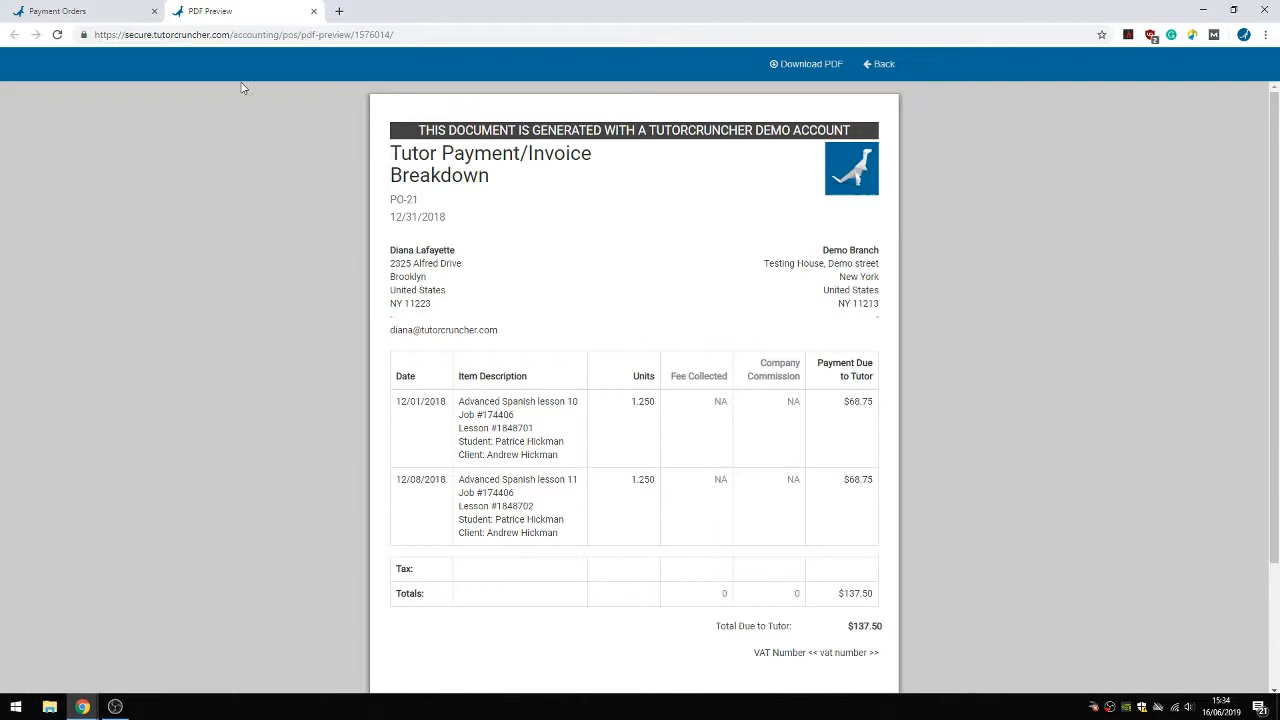 Payment Orders
PDF Preview
https://secure.tutorcruncher.com/accounting/pos/pdf-preview/1576014/
2
M
Download PDF
Back
THIS DOCUMENT IS GENERATED WITH A TUTORCRUNCHER DEMO ACCOUNT
Tutor Payment/Invoice
Breakdown
PO-21
12/31/2018
Diana Lafayette
2325 Alfred Drive
Brooklyn
United States
NY 11223
-
diana@tutorcruncher.com
Demo Branch
Testing House, Demo street
New York
United States
NY 11213
-
Date Item Description Units Fee Collected Company Commission Payment Due to Tutor
12/01/2018 Advanced Spanish lesson 10 1.250 NA NA $68.75
Job #174406
Lesson #1848701
Student: Patrice Hickman
Client: Andrew Hickman
12/08/2018 Advanced Spanish lesson 11 1.250 NA NA $68.75
Job #174406
Lesson #1848702
Student: Patrice Hickman
Client: Andrew Hickman
Tax:
Totals: 0 0 $137.50
Total Due to Tutor: $137.50
VAT Number << vat number >>
15:34
16/06/2019